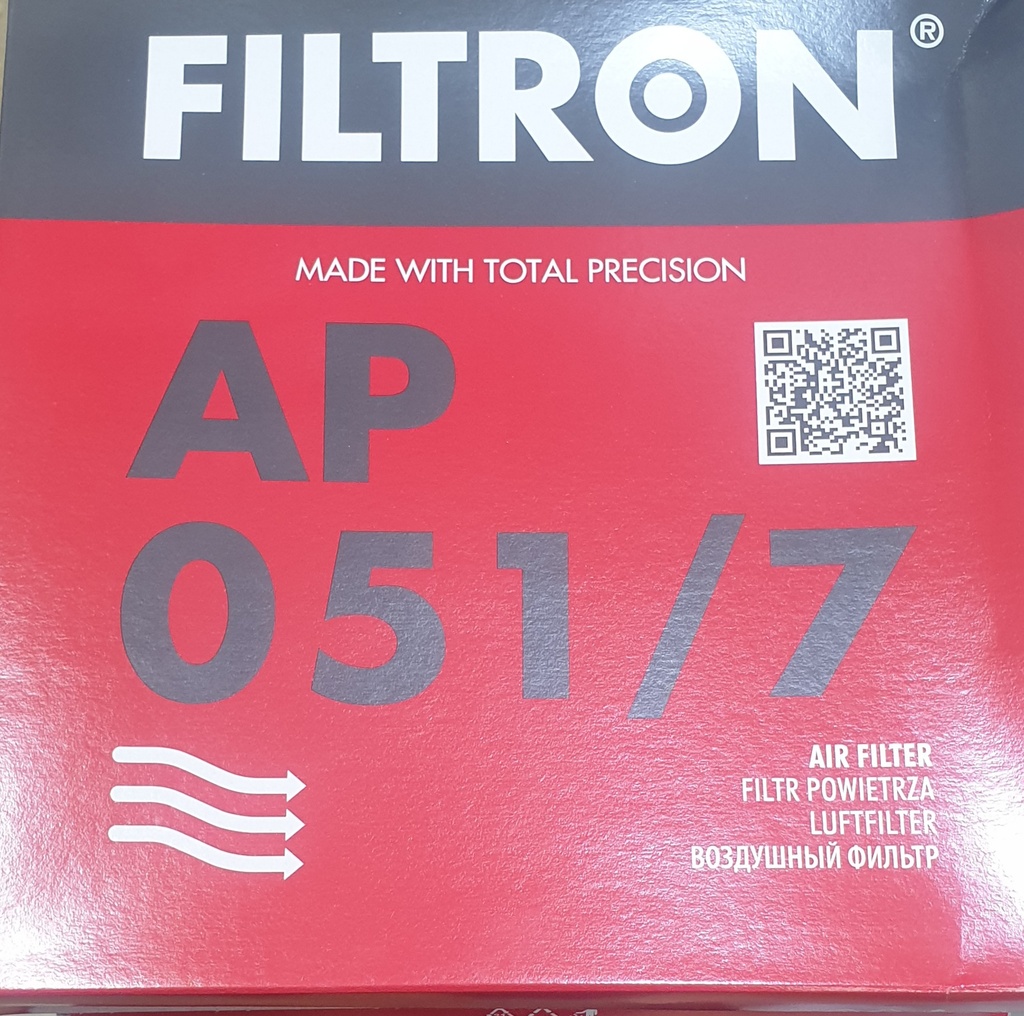 FILTRON®
MADE WITH TOTAL PRECISION
AP
051/7
AIR FILTER
FILTR POWIETRZA
LUFTFILTER
ВОЗДУШНЫЙ ФИЛЬТР